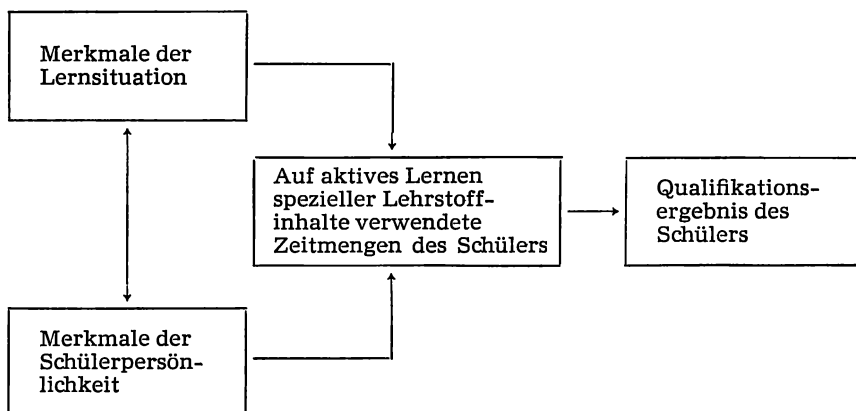 Merkmale der
Lernsituation
Auf aktives Lernen
spezieller Lehrstoff-
inhalte verwendete
Zeitmengen des Schülers
Qualifikations-
ergebnis des
Schülers
Merkmale der
Schülerpersön-
lichkeit